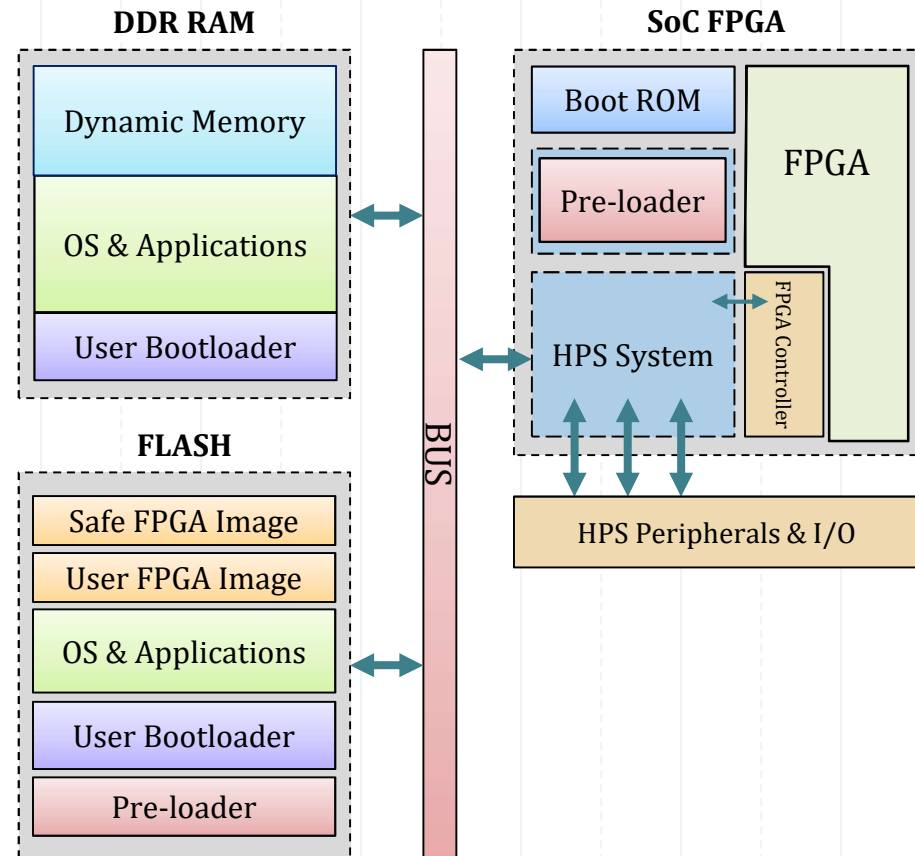 DDR RAM
Dynamic Memory
OS & Applications
User Bootloader
FLASH
Safe FPGA Image
User FPGA Image
OS & Applications
User Bootloader
Pre-loader
BUS
SoC FPGA
Boot ROM
Pre-loader
FPGA
HPS System
FPGA Controller
HPS Peripherals & I/O